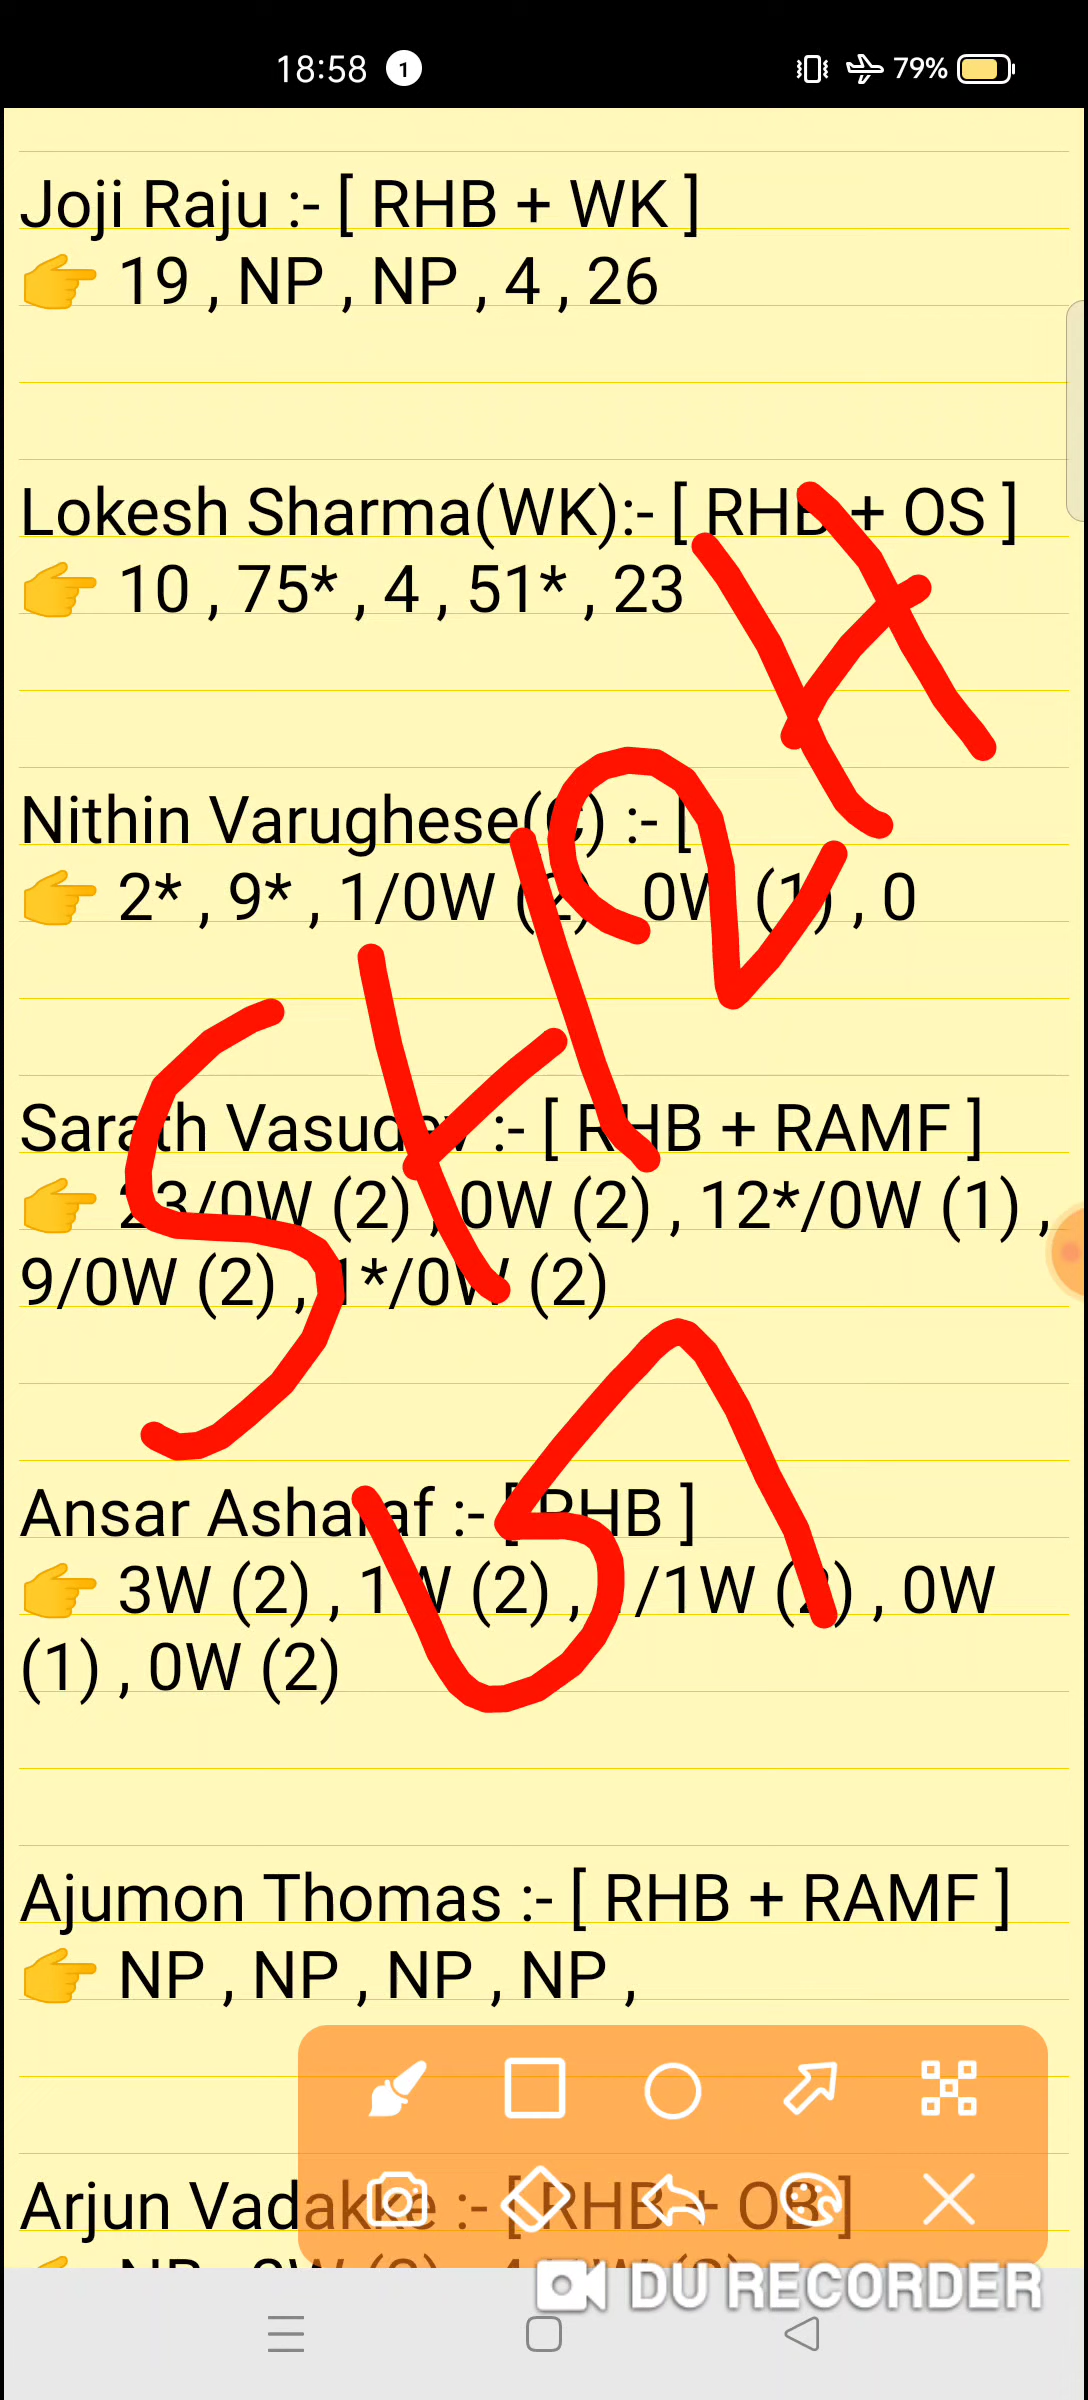 18:58 1 79%
Joji Raju :- [ RHB + WK ]
👉 19 , NP , NP , 4 , 26
Lokesh Sharma(WK):- [ RHB + OS ]
👉 10 , 75* , 4 , 51* , 23
Nithin Varughese(C) :- [
👉 2* , 9* , 1/0W (2) , 0W (1) , 0
Sarath Vasudev :- [ RHB + RAMF ]
👉 23/0W (2) , 0W (2) , 12*/0W (1) ,
9/0W (2) , 1*/0W (2)
Ansar Asharaf :- [ RHB ]
👉 3W (2) , 1W (2) , /1W (2) , 0W
(1) , 0W (2)
Ajumon Thomas :- [ RHB + RAMF ]
👉 NP , NP , NP , NP ,
Arjun Vadakke :- [ RHB + OB ]
DU RECORDER